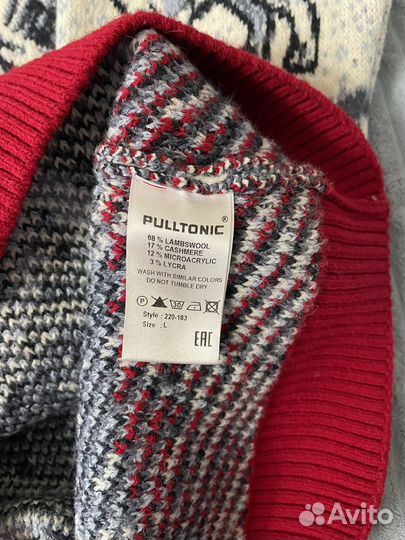 PULLTONIC®
68 % LAMBSWOOL
17 % CASHMERE
12 % MICROACRYLIC
3 % LYCRA
WASH WITH SIMILAR COLORS
DO NOT TUMBLE DRY
P
Style : 220-183
Size : L
EAC
Avito